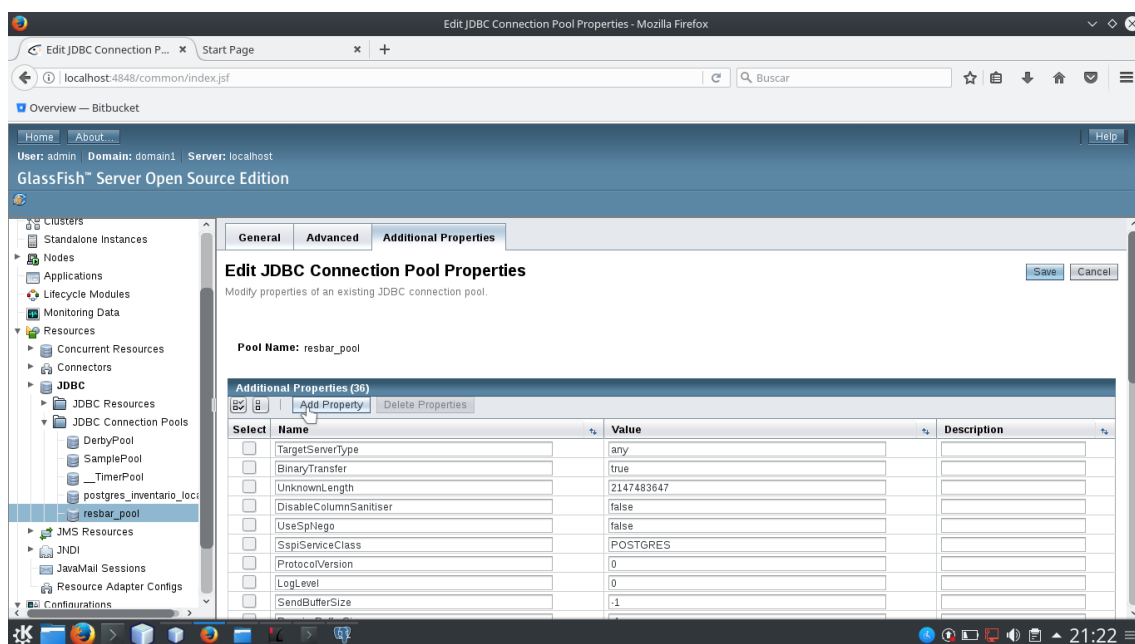 Edit JDBC Connection Pool Properties - Mozilla Firefox
Edit JDBC Connection P...
Start Page
localhost:4848/common/index.jsf
Buscar
Overview — Bitbucket
Home About... Help
User: admin Domain: domain1 Server: localhost
GlassFish™ Server Open Source Edition
Clusters
Standalone Instances
Nodes
Applications
Lifecycle Modules
Monitoring Data
Resources
Concurrent Resources
Connectors
JDBC
JDBC Resources
JDBC Connection Pools
DerbyPool
SamplePool
__TimerPool
postgres_inventario_loca
resbar_pool
JMS Resources
JNDI
JavaMail Sessions
Resource Adapter Configs
Configurations
General Advanced Additional Properties
Edit JDBC Connection Pool Properties
Save Cancel
Modify properties of an existing JDBC connection pool.
Pool Name: resbar_pool
Additional Properties (36)
Add Property Delete Properties
Select Name Value Description
TargetServerType any
BinaryTransfer true
UnknownLength 2147483647
DisableColumnSanitiser false
UseSpNego false
SspiServiceClass POSTGRES
ProtocolVersion 0
LogLevel 0
SendBufferSize -1
21:22